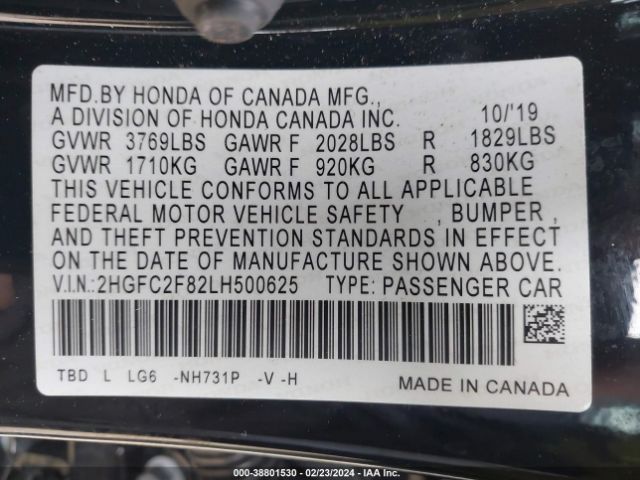 MFD.BY HONDA OF CANADA MFG.,
A DIVISION OF HONDA CANADA INC. 10/'19
GVWR 3769LBS GAWR F 2028LBS R 1829LBS
GVWR 1710KG GAWR F 920KG R 830KG
THIS VEHICLE CONFORMS TO ALL APPLICABLE
FEDERAL MOTOR VEHICLE SAFETY , BUMPER ,
AND THEFT PREVENTION STANDARDS IN EFFECT
ON THE DATE OF MANUFACTURE SHOWN ABOVE.
V.I.N.:2HGFC2F82LH500625 TYPE: PASSENGER CAR
TBD L LG6 -NH731P -V -H MADE IN CANADA
000-38801530 - 02/23/2024 - IAA Inc.